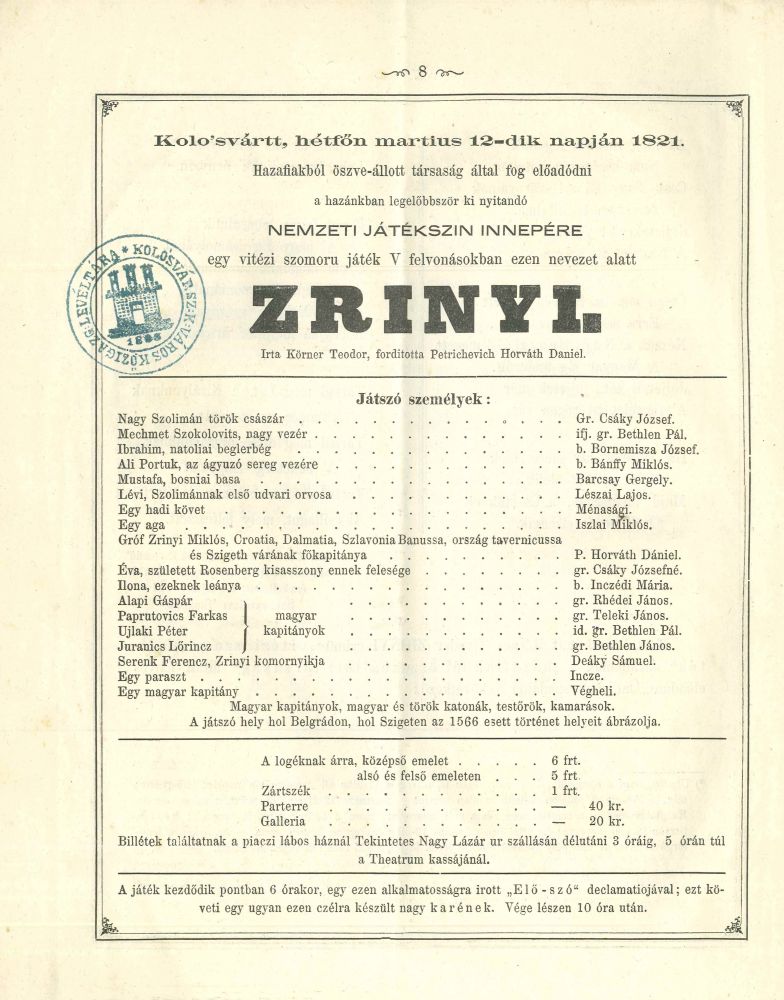 8
Kolo'svártt, hétfőn martius 12-dik napján 1821.
Hazafiakból öszve-állott társaság által fog előadódni
a hazánkban legelőbbször ki nyitandó
NEMZETI JÁTÉKSZIN INNEPÉRE
egy vitézi szomoru játék V felvonásokban ezen nevezet alatt
ZRINYI.
KOLOSVÁR SZ. K. VÁROS KÖZIGAZG. LEVÉLTÁRA *
Irta Körner Teodor, forditotta Petrichevich Horváth Daniel.
Játszó személyek:
Nagy Szolimán török császár . . . . . . . . . . . Gr. Csáky József.
Mechmet Szokolovits, nagy vezér . . . . . . . . . . . ifj. gr. Bethlen Pál.
Ibrahim, natoliai beglerbég . . . . . . . . . . . b. Bornemisza József.
Ali Portuk, az ágyuzó sereg vezére . . . . . . . . . . b. Bánffy Miklós.
Mustafa, bosniai basa . . . . . . . . . . . . Barcsay Gergely.
Lévi, Szolimánnak első udvari orvosa . . . . . . . . . Lészai Lajos.
Egy hadi követ . . . . . . . . . . . . . Ménasági.
Egy aga . . . . . . . . . . . . . . . Iszlai Miklós.
Gróf Zrinyi Miklós, Croatia, Dalmatia, Szlavonia Banussa, ország tavernicussa
és Szigeth várának főkapitánya . . . . . . . . P. Horváth Dániel.
Éva, született Rosenberg kisasszony ennek felesége . . . . . . gr. Csáky Józsefné.
Ilona, ezeknek leánya . . . . . . . . . . . . b. Inczédi Mária.
Alapi Gáspár . . . . . . . . . gr. Rhédei János.
Paprutovics Farkas } magyar . . . . . . . . . gr. Teleki János.
Ujlaki Péter } kapitányok . . . . . . . . . id. gr. Bethlen Pál.
Juranics Lőrincz . . . . . . . . . gr. Bethlen János.
Serenk Ferencz, Zrinyi komornyikja . . . . . . . . . . Deáky Sámuel.
Egy paraszt . . . . . . . . . . . . . . Incze.
Egy magyar kapitány . . . . . . . . . . . . Végheli.
Magyar kapitányok, magyar és török katonák, testőrök, kamarások.
A játszó hely hol Belgrádon, hol Szigeten az 1566 esett történet helyeit ábrázolja.
A logéknak árra, középső emelet . . . . . 6 frt.
alsó és felső emeleten . . . 5 frt.
Zártszék . . . . . . . . . . . 1 frt.
Parterre . . . . . . . . . . . — 40 kr.
Galleria . . . . . . . . . . . — 20 kr.
Billétek találtatnak a piaczi lábos háznál Tekintetes Nagy Lázár ur szállásán délutáni 3 óráig, 5 órán túl
a Theatrum kassájánál.
A játék kezdődik pontban 6 órakor, egy ezen alkalmatosságra irott „Elő-szó“ declamatiojával; ezt kö-
veti egy ugyan ezen czélra készült nagy karének. Vége lészen 10 óra után.